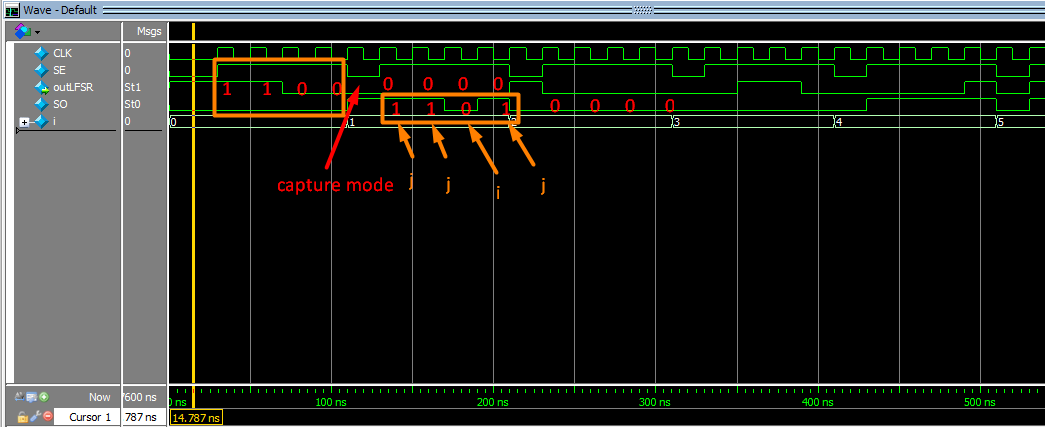 Wave - Default
Msgs
CLK 0
SE 0
outLFSR St1
SO St0
i 0
1 1 0 0 0 0 0 0
1 1 0 1 0 0 0 0
0 1 2 3 4 5
capture mode j j i j
Now 7600 ns
0 ns 100 ns 200 ns 300 ns 400 ns 500 ns
Cursor 1 787 ns 14.787 ns